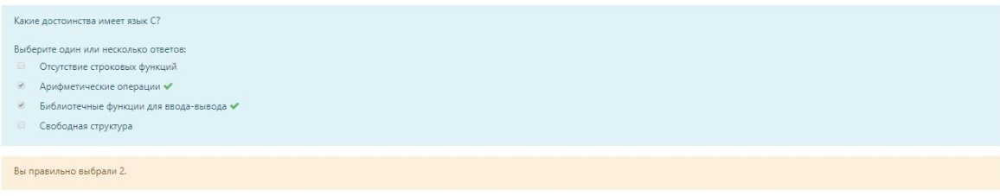 Какие достоинства имеет язык C?
Выберите один или несколько ответов:
Отсутствие строковых функций
Арифметические операции
Библиотечные функции для ввода-вывода
Свободная структура
Вы правильно выбрали 2.